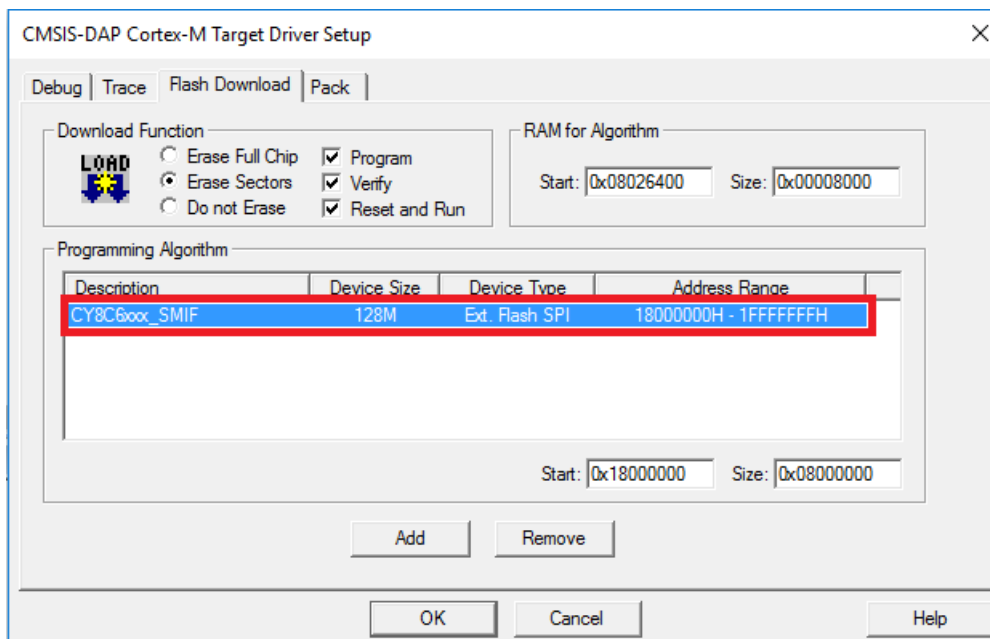 CMSIS-DAP Cortex-M Target Driver Setup
Debug Trace Flash Download Pack
Download Function
LOAD
Erase Full Chip
Erase Sectors
Do not Erase
Program
Verify
Reset and Run
RAM for Algorithm
Start: 0x08026400 Size: 0x00008000
Programming Algorithm
Description Device Size Device Type Address Range
CY8C6xxx_SMIF 128M Ext. Flash SPI 18000000H - 1FFFFFFFH
Start: 0x18000000 Size: 0x08000000
Add Remove
OK Cancel Help